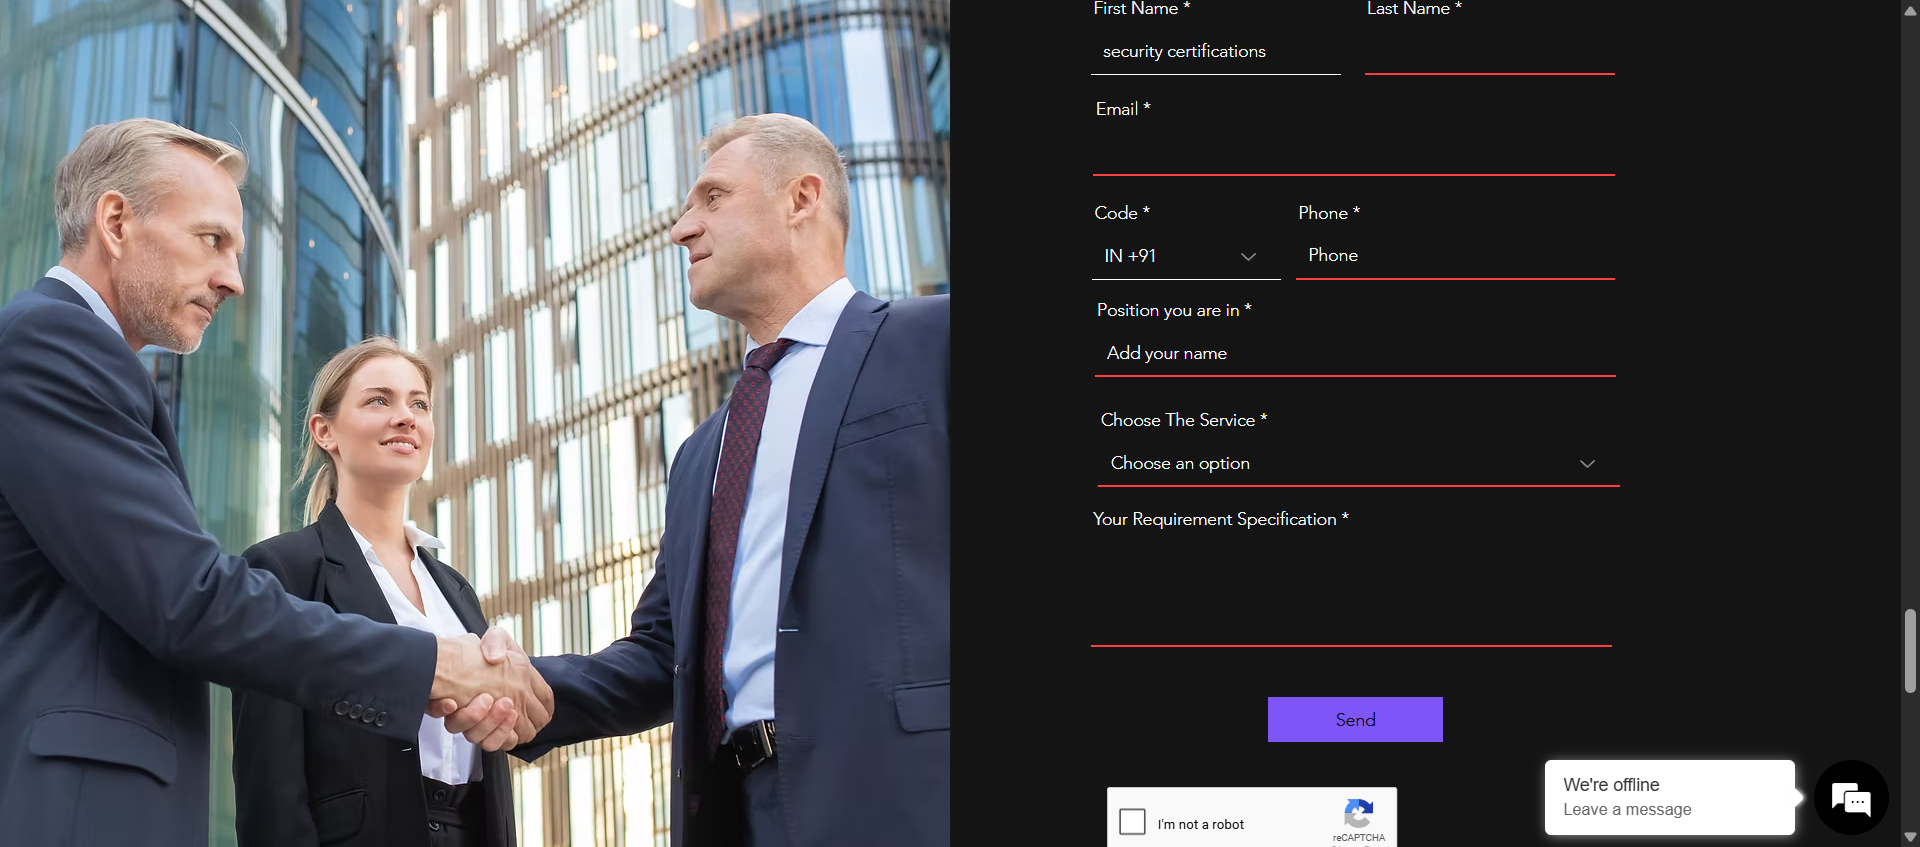 First Name *
Last Name *
security certifications
Email *
Code *
Phone *
IN +91
Phone
Position you are in *
Add your name
Choose The Service *
Choose an option
Your Requirement Specification *
Send
I'm not a robot
reCAPTCHA
We're offline
Leave a message